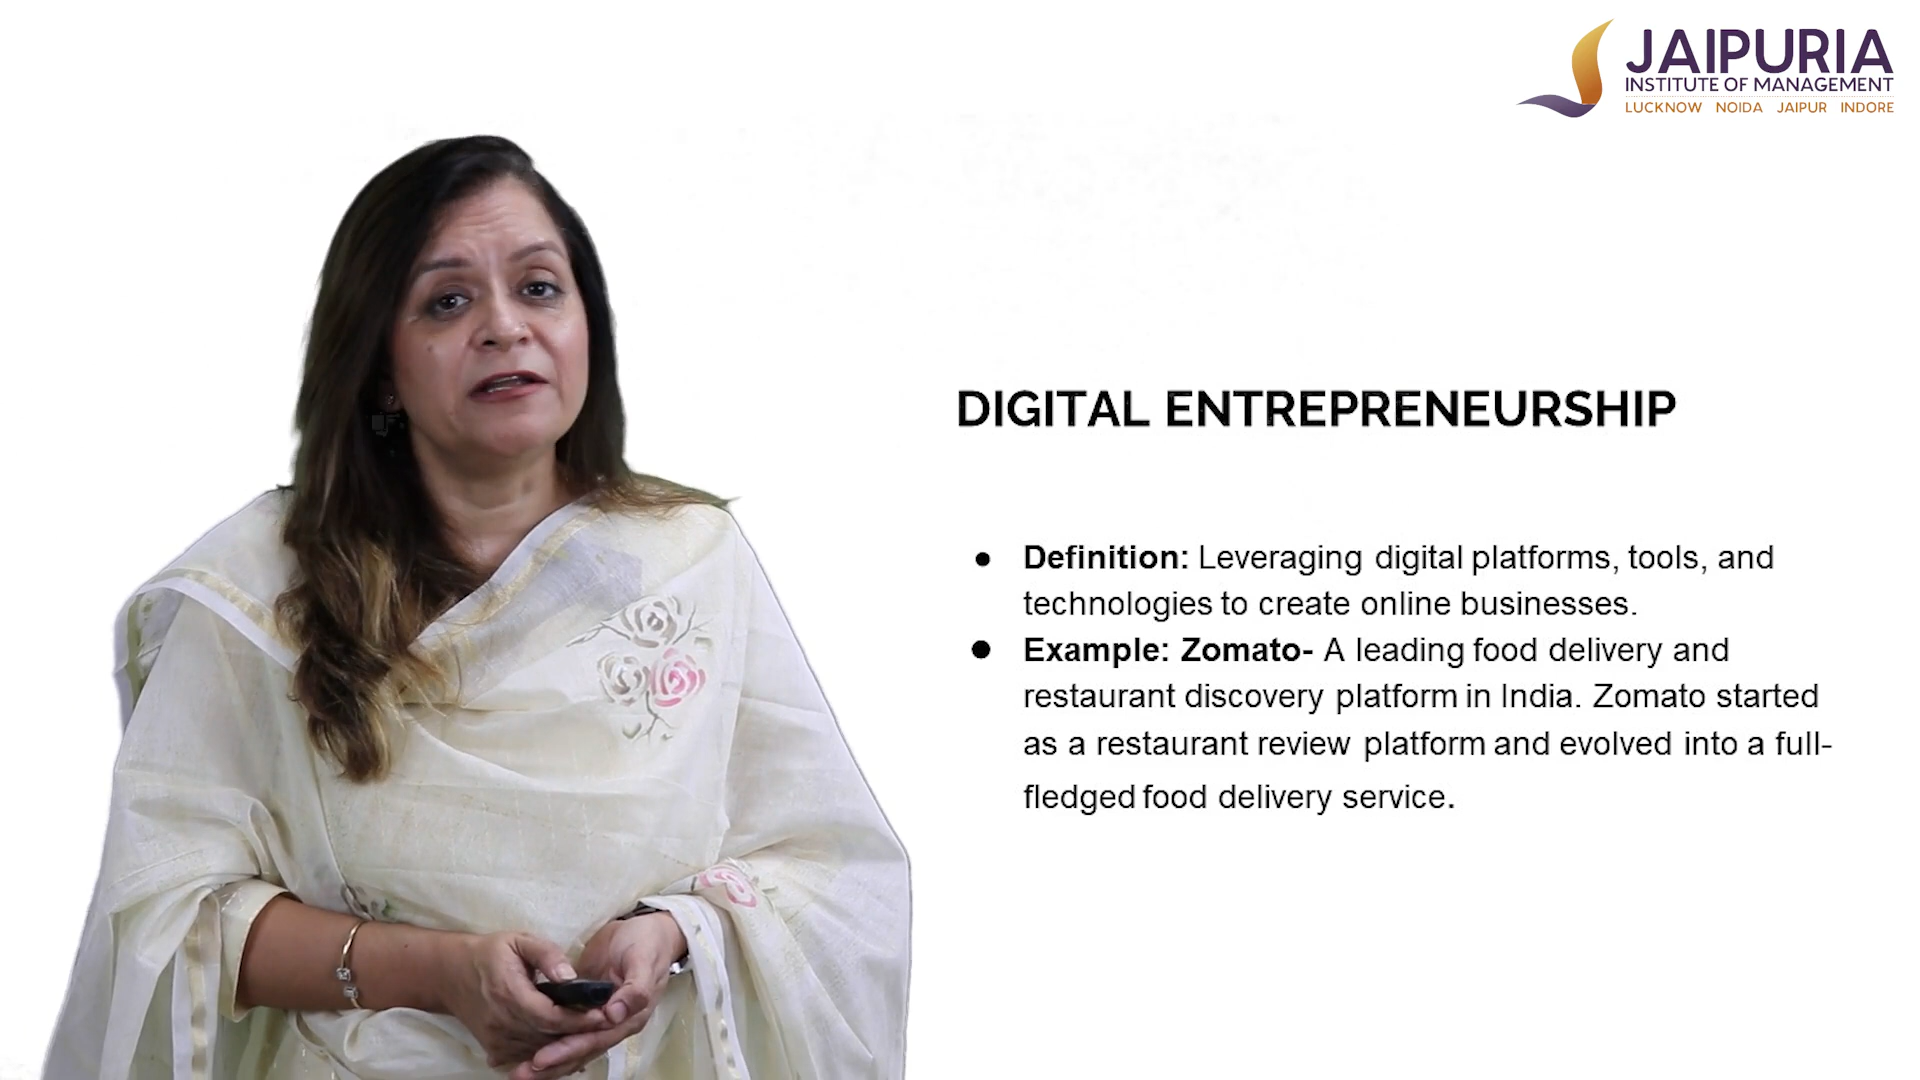 JAIPURIA
INSTITUTE OF MANAGEMENT
LUCKNOW NOIDA JAIPUR INDORE
DIGITAL ENTREPRENEURSHIP
● Definition: Leveraging digital platforms, tools, and
technologies to create online businesses.
● Example: Zomato- A leading food delivery and
restaurant discovery platform in India. Zomato started
as a restaurant review platform and evolved into a full-
fledged food delivery service.